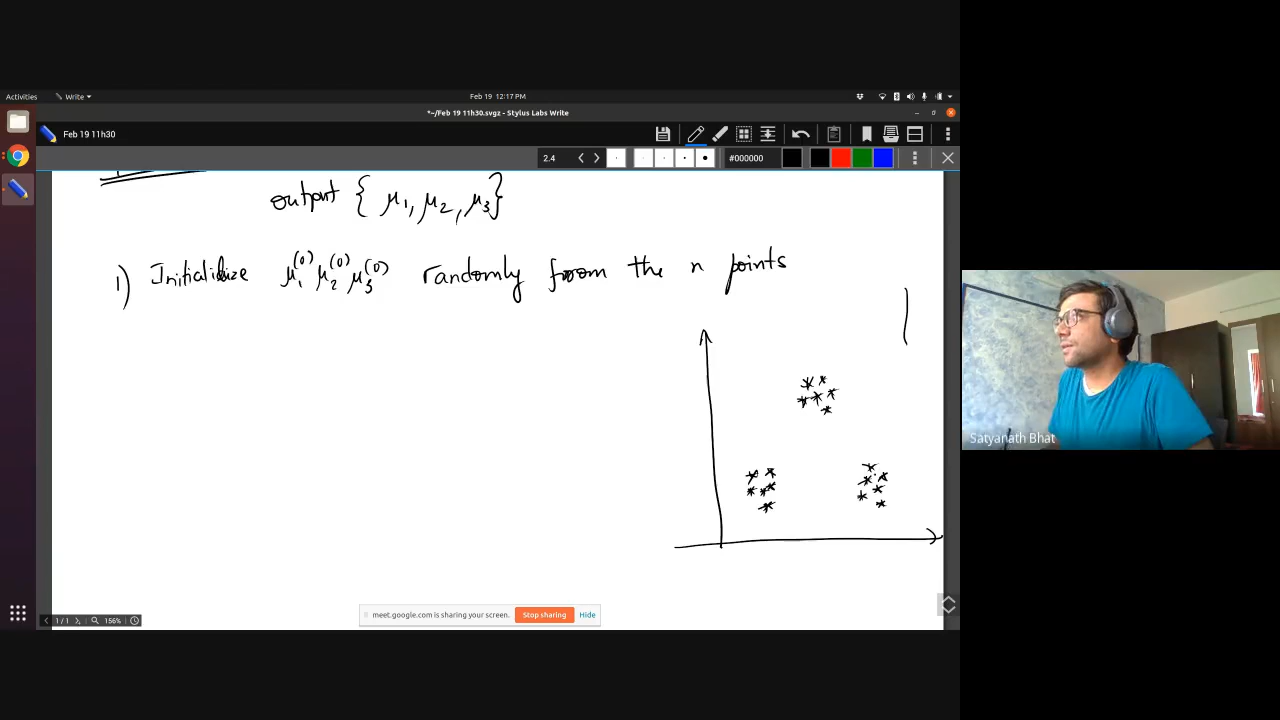 Activities
Write
Feb 19 12:17 PM
*~/Feb 19 11h30.svgz - Stylus Labs Write
Feb 19 11h30
2.4
#000000
output { μ₁, μ₂, μ₃}
1) Initialize μ₁⁽⁰⁾ μ₂⁽⁰⁾ μ₃⁽⁰⁾ randomly from the n points
Satyanath Bhat
meet.google.com is sharing your screen. Stop sharing Hide
1/1 156%